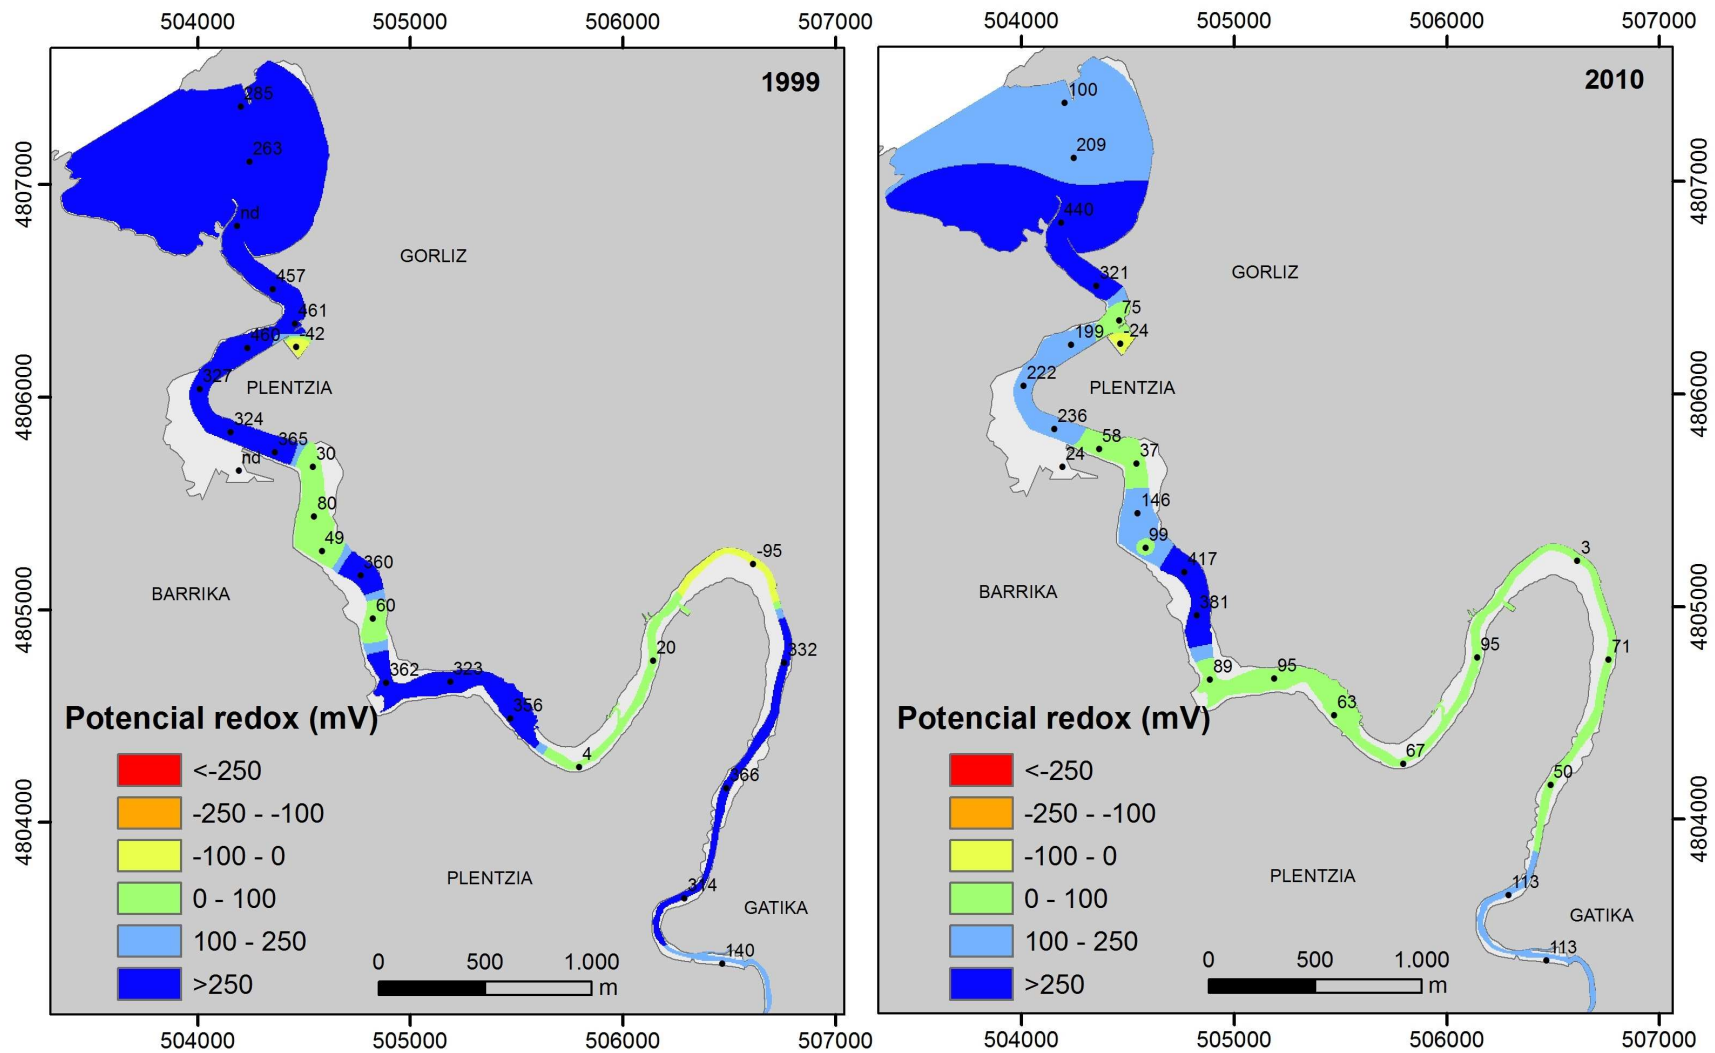 504000 505000 506000 507000
1999
285
263
nd
457
461
-42
460
327
324
365
nd
30
80
49
360
60
362
323
356
4
20
-95
332
366
314
140
GORLIZ
PLENTZIA
BARRIKA
PLENTZIA
GATIKA
4807000
4806000
4805000
4804000
Potencial redox (mV)
<-250
-250 - -100
-100 - 0
0 - 100
100 - 250
>250
0 500 1.000
m
504000 505000 506000 507000
504000 505000 506000 507000
2010
100
209
440
321
75
-24
199
222
236
58
24
37
146
99
417
381
89
95
63
67
95
3
71
50
113
113
GORLIZ
PLENTZIA
BARRIKA
PLENTZIA
GATIKA
4807000
4806000
4805000
4804000
Potencial redox (mV)
<-250
-250 - -100
-100 - 0
0 - 100
100 - 250
>250
0 500 1.000
m
504000 505000 506000 507000